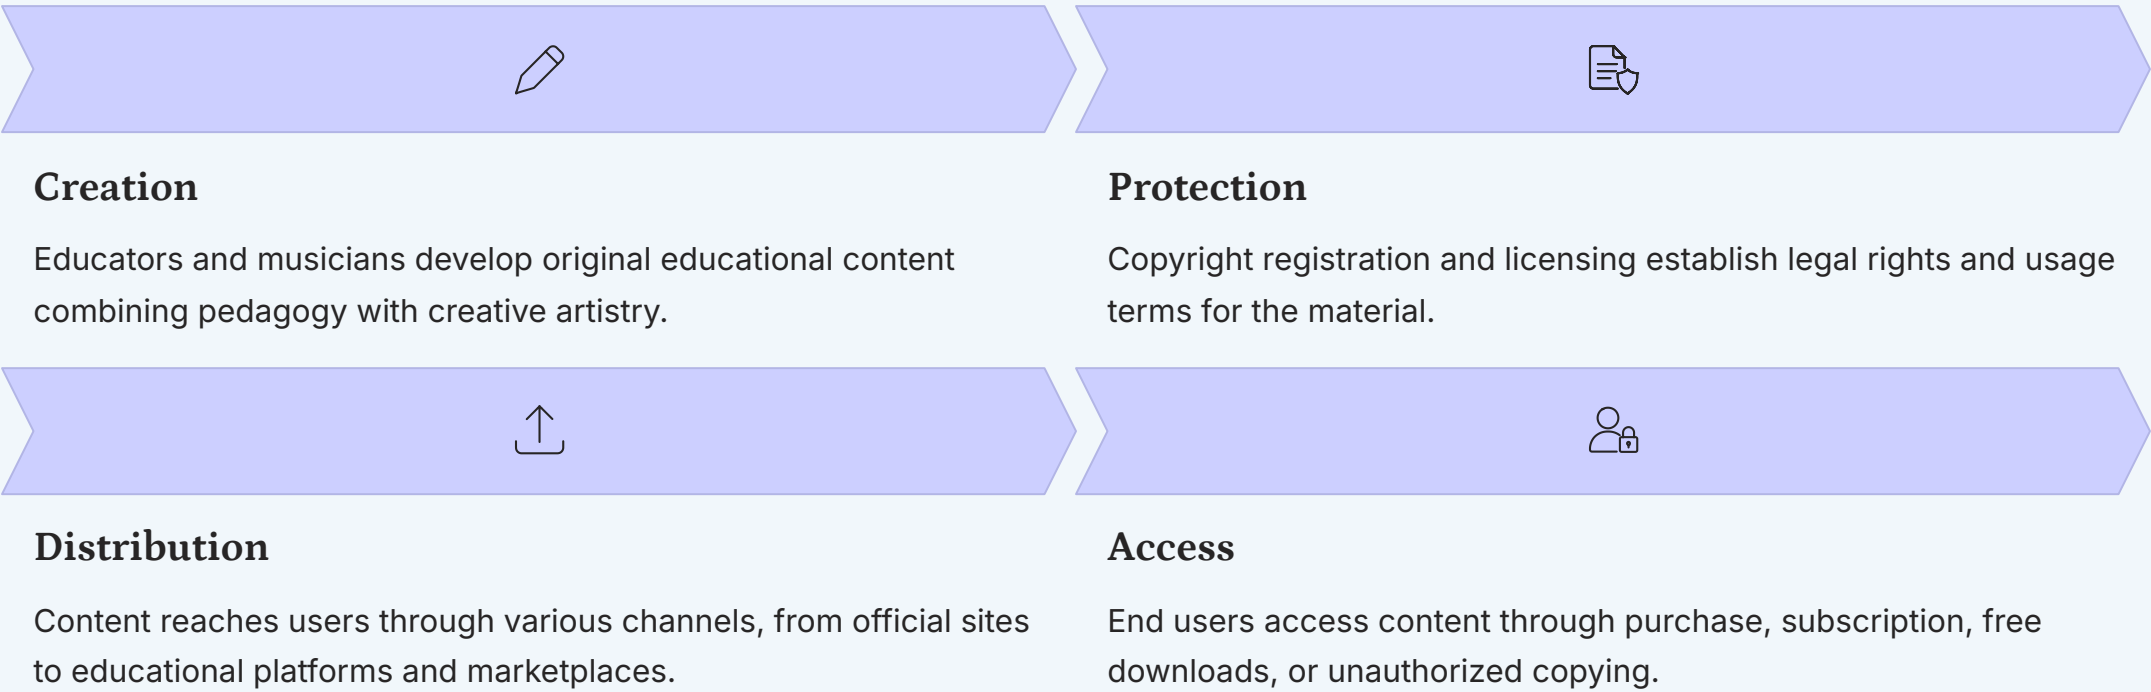 Creation
Educators and musicians develop original educational content
combining pedagogy with creative artistry.
Protection
Copyright registration and licensing establish legal rights and usage
terms for the material.
Distribution
Content reaches users through various channels, from official sites
to educational platforms and marketplaces.
Access
End users access content through purchase, subscription, free
downloads, or unauthorized copying.